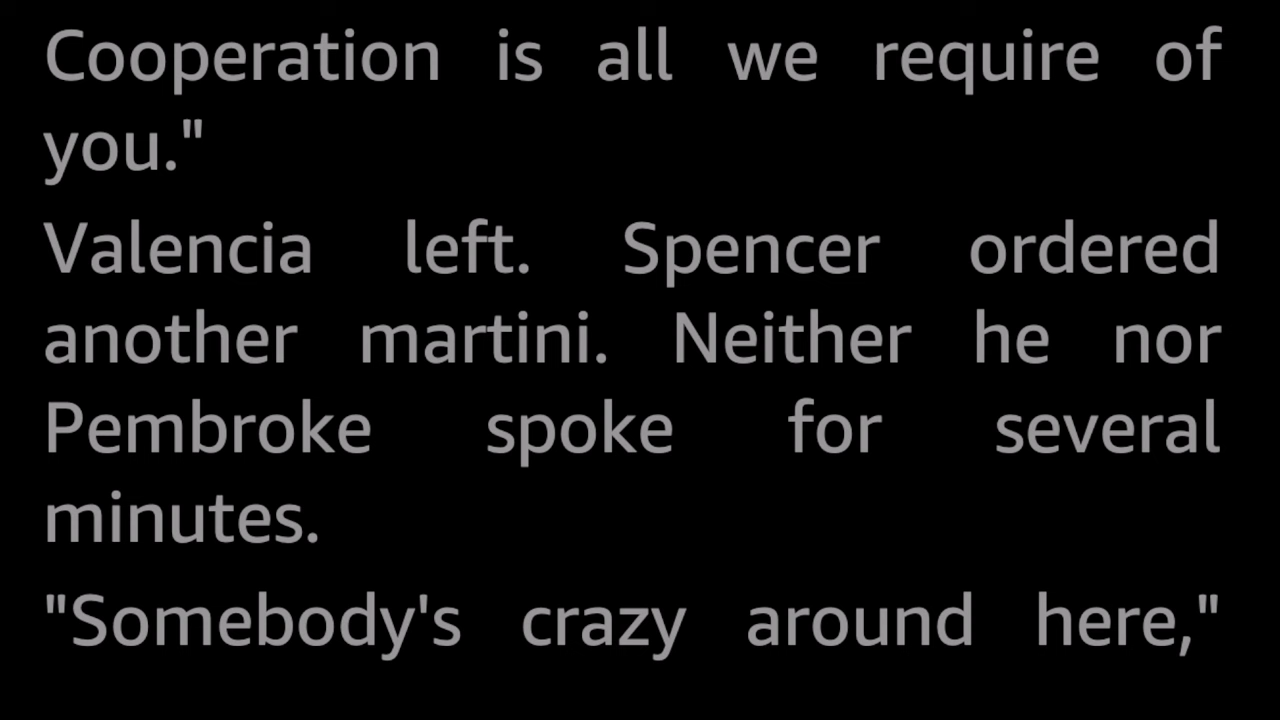 Cooperation is all we require of
you."
Valencia left. Spencer ordered
another martini. Neither he nor
Pembroke spoke for several
minutes.
"Somebody's crazy around here,"